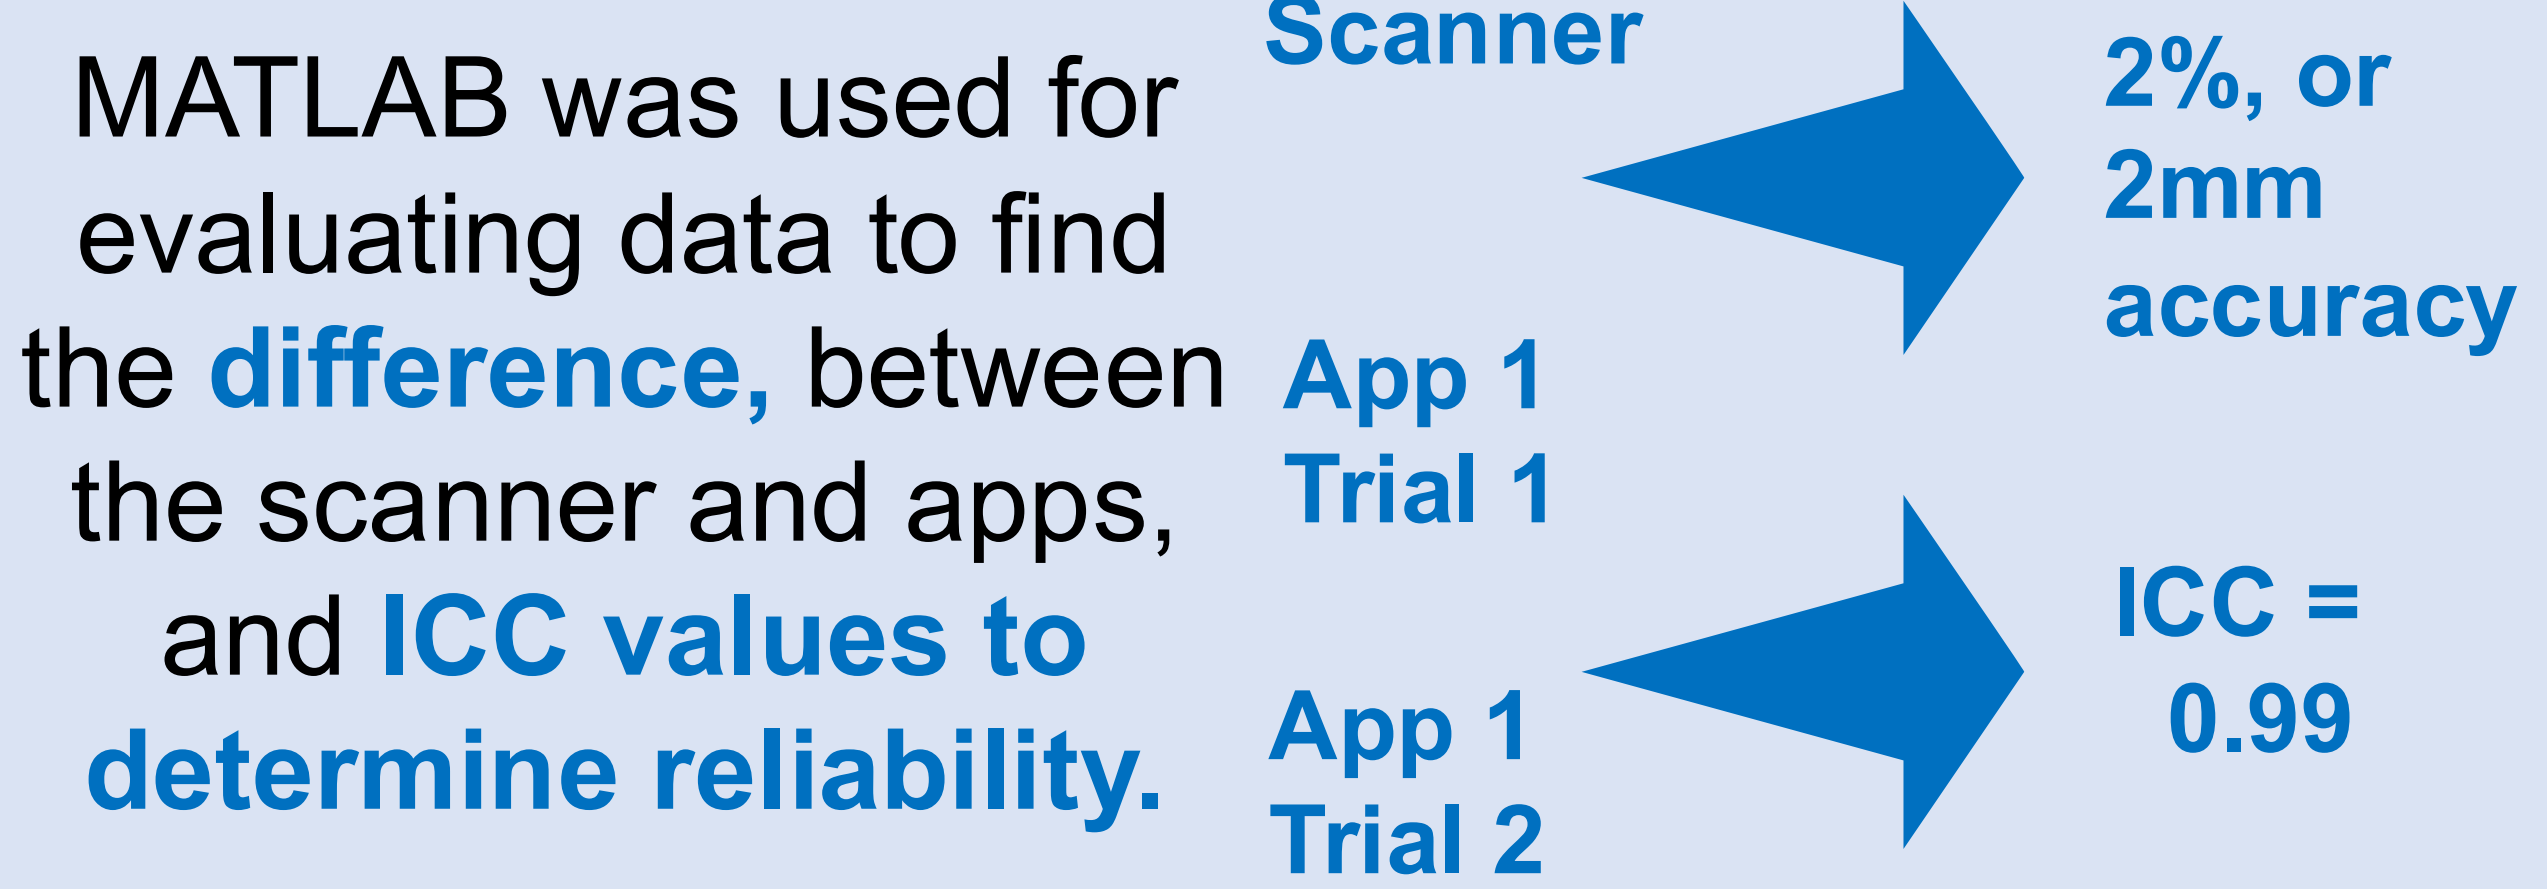 MATLAB was used for
evaluating data to find
the difference, between
the scanner and apps,
and ICC values to
determine reliability.
Scanner
App 1
Trial 1
App 1
Trial 2
2%, or
2mm
accuracy
ICC =
0.99